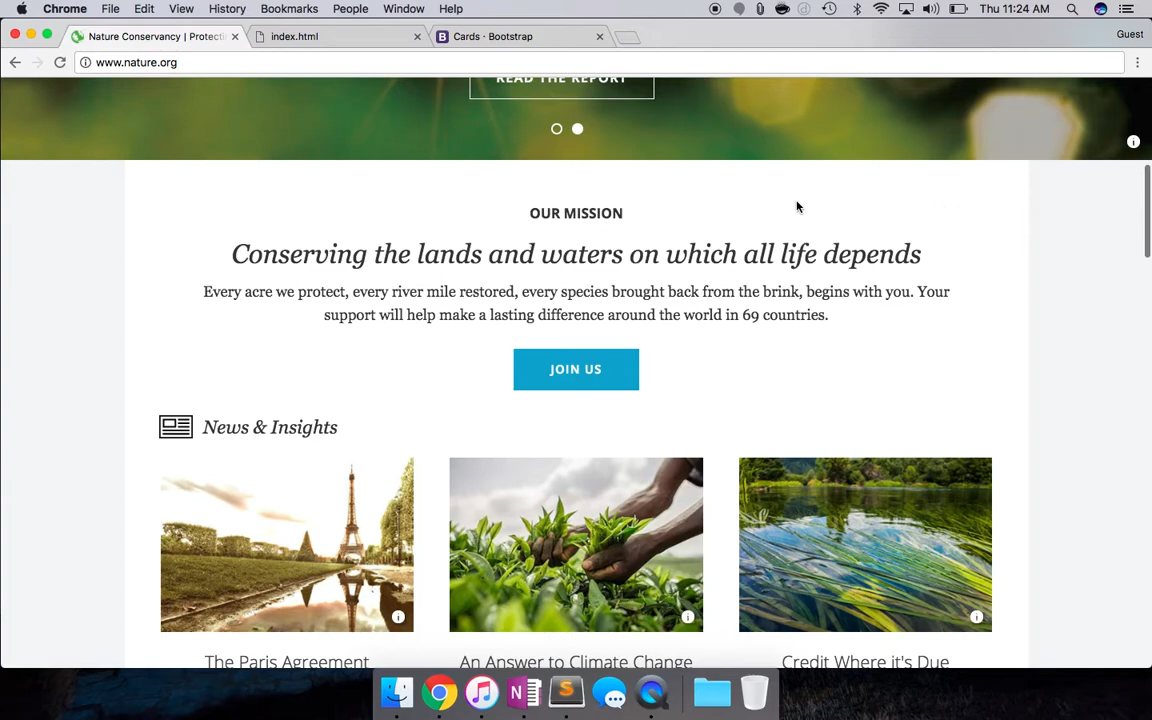 Chrome File Edit View History Bookmarks People Window Help Thu 11:24 AM
Nature Conservancy | Protecti index.html Cards · Bootstrap Guest
www.nature.org
READ THE REPORT
OUR MISSION
Conserving the lands and waters on which all life depends
Every acre we protect, every river mile restored, every species brought back from the brink, begins with you. Your
support will help make a lasting difference around the world in 69 countries.
JOIN US
News & Insights
The Paris Agreement An Answer to Climate Change Credit Where it's Due